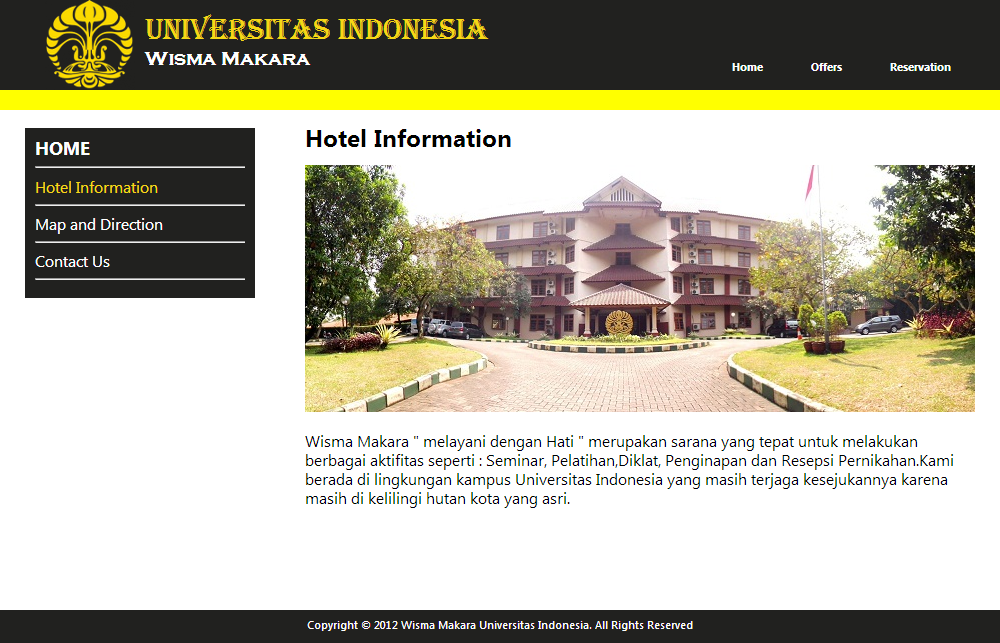 UNIVERSITAS INDONESIA
WISMA MAKARA
Home Offers Reservation
HOME
Hotel Information
Map and Direction
Contact Us
Hotel Information
Wisma Makara " melayani dengan Hati " merupakan sarana yang tepat untuk melakukan
berbagai aktifitas seperti : Seminar, Pelatihan,Diklat, Penginapan dan Resepsi Pernikahan.Kami
berada di lingkungan kampus Universitas Indonesia yang masih terjaga kesejukannya karena
masih di kelilingi hutan kota yang asri.
Copyright © 2012 Wisma Makara Universitas Indonesia. All Rights Reserved